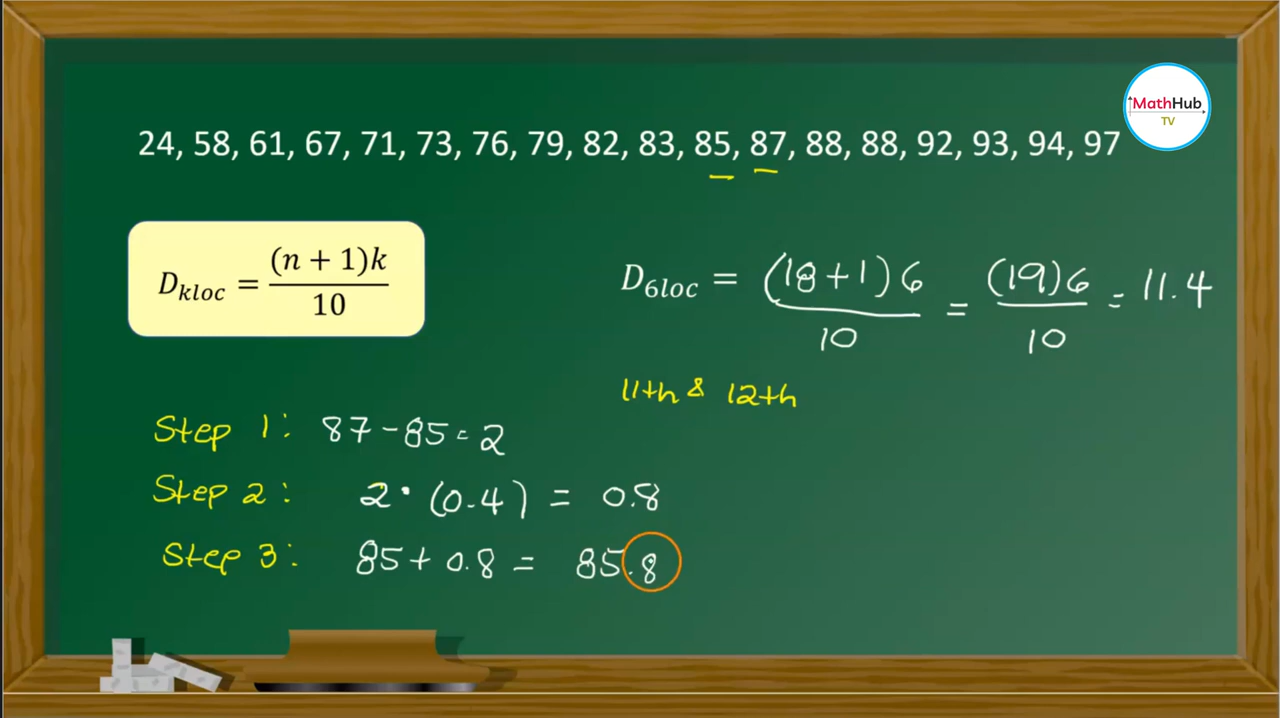 MathHub
TV
24, 58, 61, 67, 71, 73, 76, 79, 82, 83, 85, 87, 88, 88, 92, 93, 94, 97
Dkloc = (n + 1)k / 10
D6loc = (18+1)6 / 10 = (19)6 / 10 = 11.4
11th & 12th
Step 1: 87-85=2
Step 2: 2·(0.4) = 0.8
Step 3: 85+0.8 = 85.8